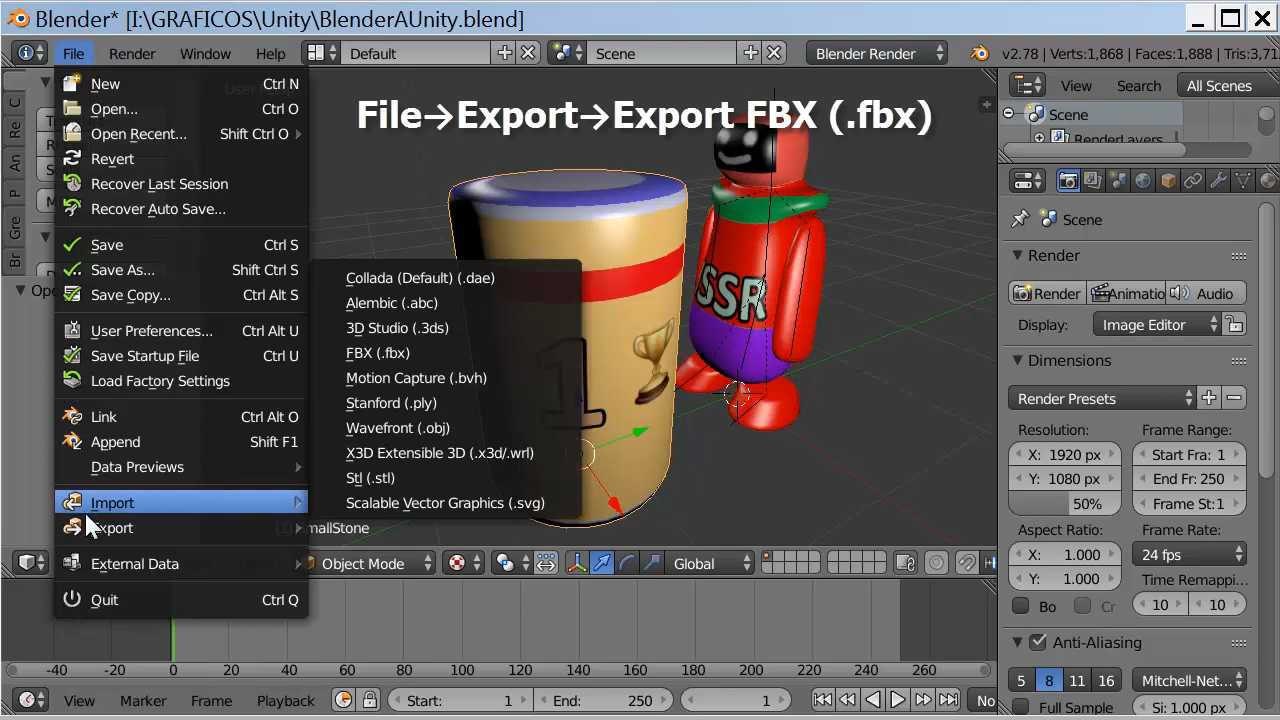 Blender* [I:\GRAFICOS\Unity\BlenderAUnity.blend]
File Render Window Help Default Scene Blender Render v2.78 | Verts:1,868 | Faces:1,888 | Tris:3,71
File→Export→Export FBX (.fbx)
New Ctrl N
Open... Ctrl O
Open Recent... Shift Ctrl O
Revert
Recover Last Session
Recover Auto Save...
Save Ctrl S
Save As... Shift Ctrl S
Save Copy... Ctrl Alt S
User Preferences... Ctrl Alt U
Save Startup File Ctrl U
Load Factory Settings
Link Ctrl Alt O
Append Shift F1
Data Previews
Import
Export
External Data
Quit Ctrl Q
Collada (Default) (.dae)
Alembic (.abc)
3D Studio (.3ds)
FBX (.fbx)
Motion Capture (.bvh)
Stanford (.ply)
Wavefront (.obj)
X3D Extensible 3D (.x3d/.wrl)
Stl (.stl)
Scalable Vector Graphics (.svg)
C
Re
An
P
Gre
Br
1
SSR
Object Mode Global
-40 -20 0 20 40 60 80 100 120 140 160 180 200 220 240 260
View Marker Frame Playback Start: 1 End: 250 1 No
View Search All Scenes
Scene
RenderLayers
Scene
Render
Render Animatio Audio
Display: Image Editor
Dimensions
Render Presets
Resolution: Frame Range:
X: 1920 px Start Fra: 1
Y: 1080 px End Fr: 250
50% Frame St:1
Aspect Ratio: Frame Rate:
X: 1.000 24 fps
Y: 1.000 Time Remappi...
Bo Cr 10 10
Anti-Aliasing
5 8 11 16 Mitchell-Net...
Full Sample Si: 1.000 px